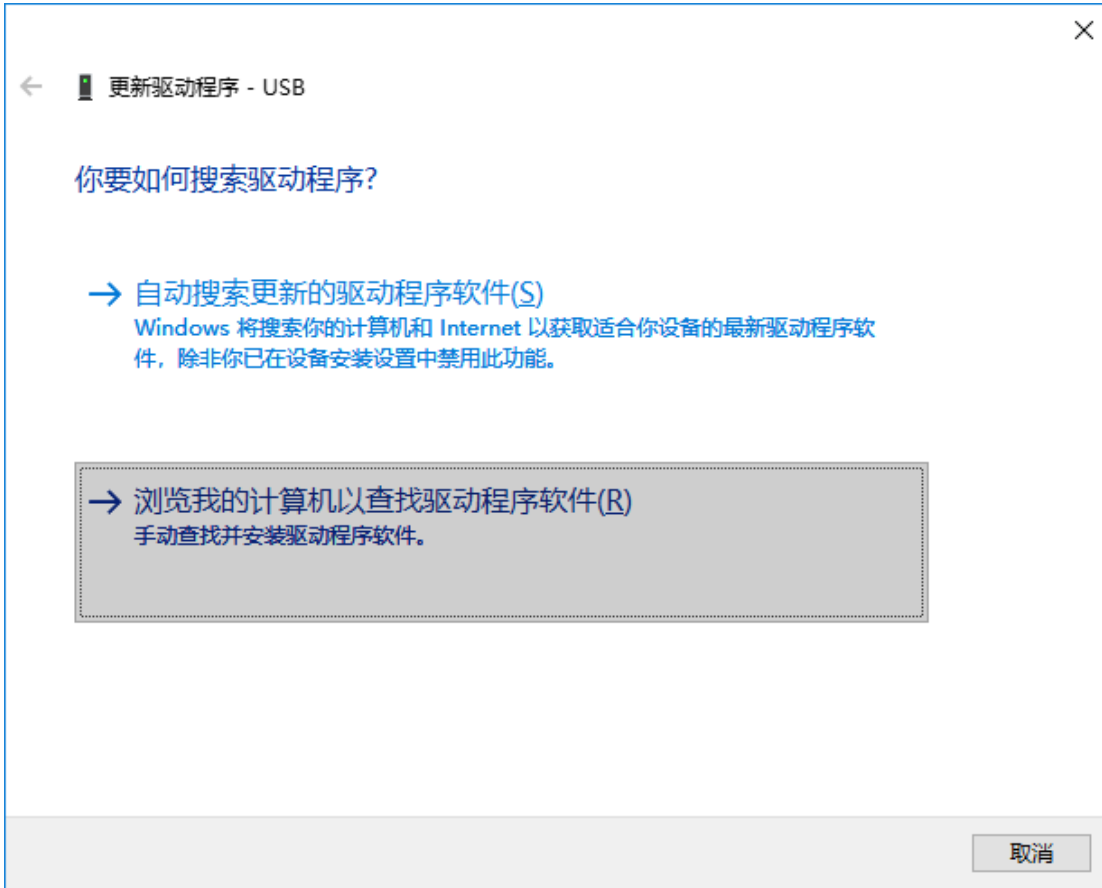 更新驱动程序 - USB
你要如何搜索驱动程序?
自动搜索更新的驱动程序软件(S)
Windows 将搜索你的计算机和 Internet 以获取适合你设备的最新驱动程序软
件，除非你已在设备安装设置中禁用此功能。
浏览我的计算机以查找驱动程序软件(R)
手动查找并安装驱动程序软件。
取消